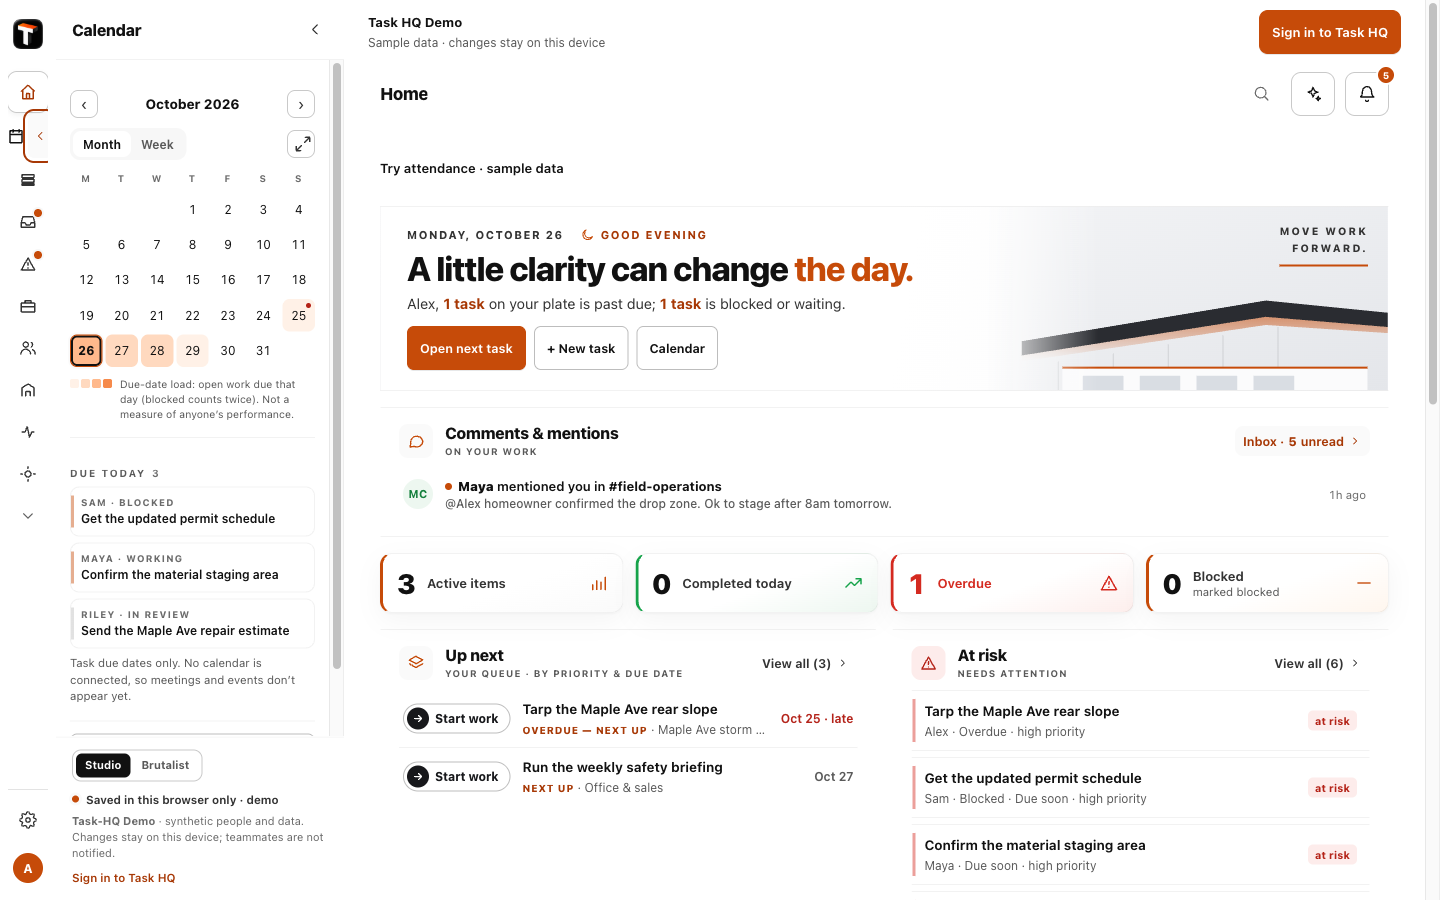 Calendar
Task HQ Demo
Sample data · changes stay on this device
Sign in to Task HQ
October 2026
Month
Week
M T W T F S S
1 2 3 4
5 6 7 8 9 10 11
12 13 14 15 16 17 18
19 20 21 22 23 24 25
26 27 28 29 30 31
Due-date load: open work due that
day (blocked counts twice). Not a
measure of anyone's performance.
DUE TODAY 3
SAM · BLOCKED
Get the updated permit schedule
MAYA · WORKING
Confirm the material staging area
RILEY · IN REVIEW
Send the Maple Ave repair estimate
Task due dates only. No calendar is
connected, so meetings and events don't
appear yet.
Studio
Brutalist
Saved in this browser only · demo
Task-HQ Demo · synthetic people and data.
Changes stay on this device; teammates are not
notified.
Sign in to Task HQ
A
Home
5
Try attendance · sample data
MONDAY, OCTOBER 26
GOOD EVENING
A little clarity can change the day.
Alex, 1 task on your plate is past due; 1 task is blocked or waiting.
Open next task
+ New task
Calendar
MOVE WORK
FORWARD.
Comments & mentions
ON YOUR WORK
Inbox · 5 unread
MC
Maya mentioned you in #field-operations
@Alex homeowner confirmed the drop zone. Ok to stage after 8am tomorrow.
1h ago
3 Active items
0 Completed today
1 Overdue
0 Blocked
marked blocked
Up next
YOUR QUEUE · BY PRIORITY & DUE DATE
View all (3)
Start work
Tarp the Maple Ave rear slope
OVERDUE — NEXT UP · Maple Ave storm ...
Oct 25 · late
Start work
Run the weekly safety briefing
NEXT UP · Office & sales
Oct 27
At risk
NEEDS ATTENTION
View all (6)
Tarp the Maple Ave rear slope
Alex · Overdue · high priority
at risk
Get the updated permit schedule
Sam · Blocked · Due soon · high priority
at risk
Confirm the material staging area
Maya · Due soon · high priority
at risk